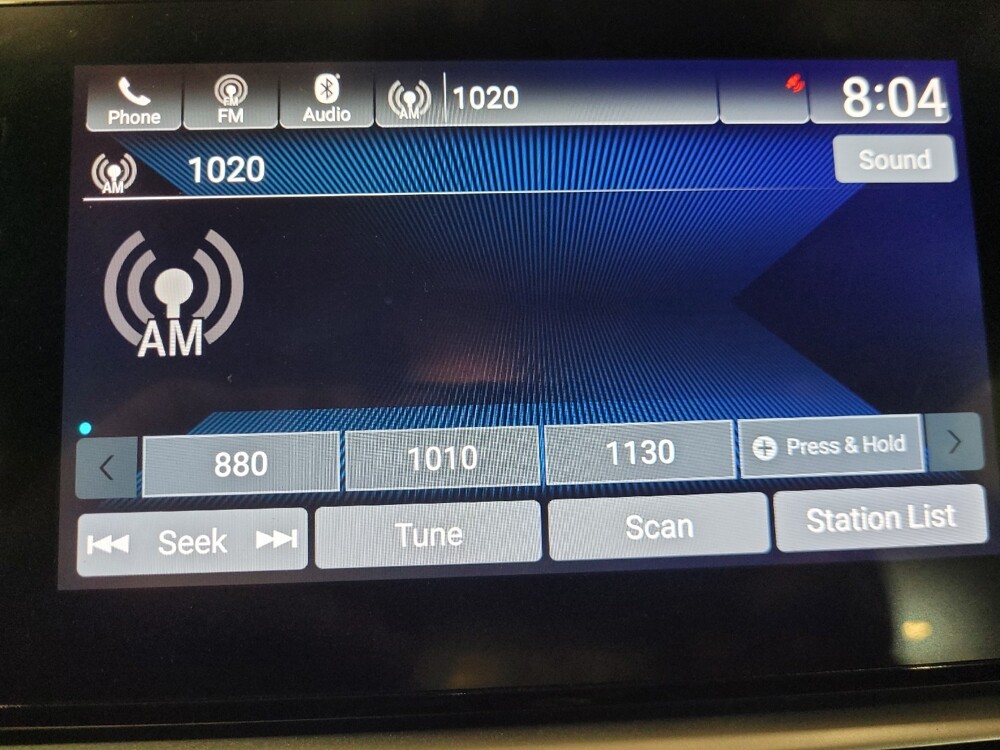 Phone
FM
FM
Audio
AM
1020
8:04
AM
1020
Sound
AM
880
1010
1130
Press & Hold
Seek
Tune
Scan
Station List